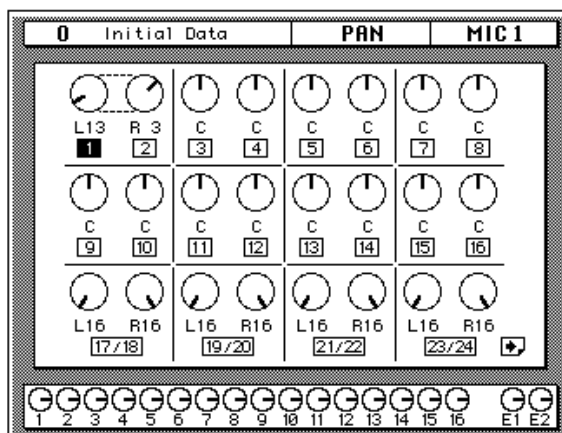 0 Initial Data PAN MIC 1
L13 R 3 C C C C C C
1 2 3 4 5 6 7 8
C C C C C C C C
9 10 11 12 13 14 15 16
L16 R16 L16 R16 L16 R16 L16 R16
17/18 19/20 21/22 23/24
1 2 3 4 5 6 7 8 9 10 11 12 13 14 15 16 E1 E2